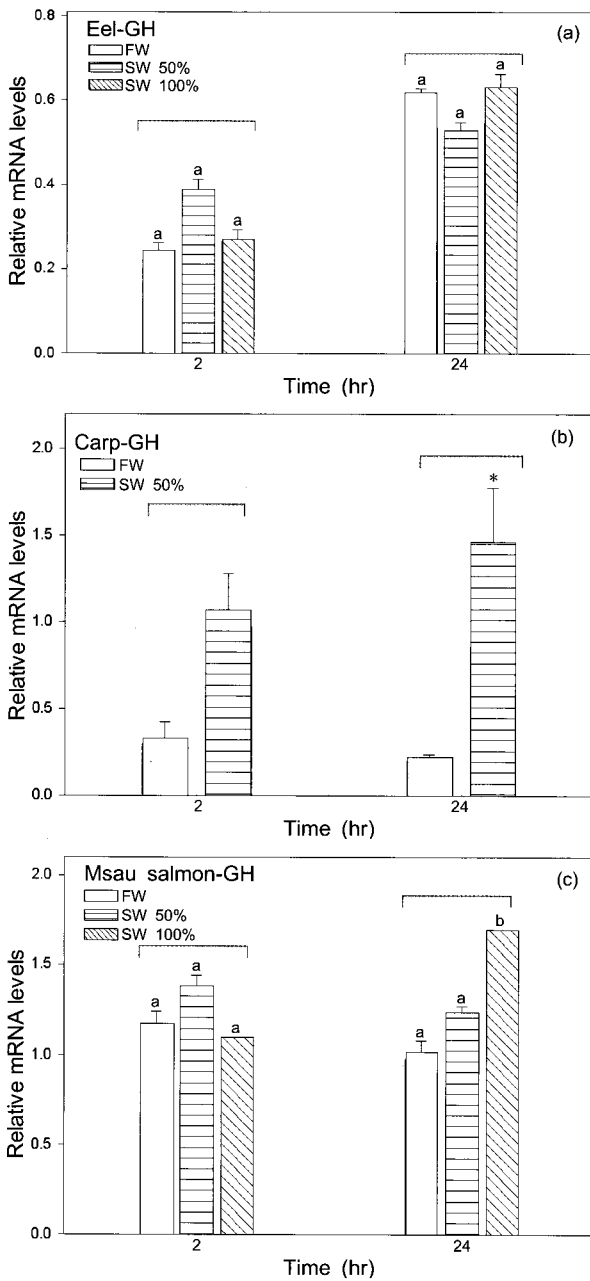 Eel-GH
(a)
FW
SW 50%
SW 100%
0.8
0.6
0.4
0.2
0.0
Relative mRNA levels
a
a
a
a
a
a
2
24
Time (hr)
Carp-GH
(b)
FW
SW 50%
2.0
1.5
1.0
0.5
0.0
Relative mRNA levels
*
2
24
Time (hr)
Msau salmon-GH
(c)
FW
SW 50%
SW 100%
2.0
1.5
1.0
0.5
0.0
Relative mRNA levels
a
a
a
a
a
b
2
24
Time (hr)